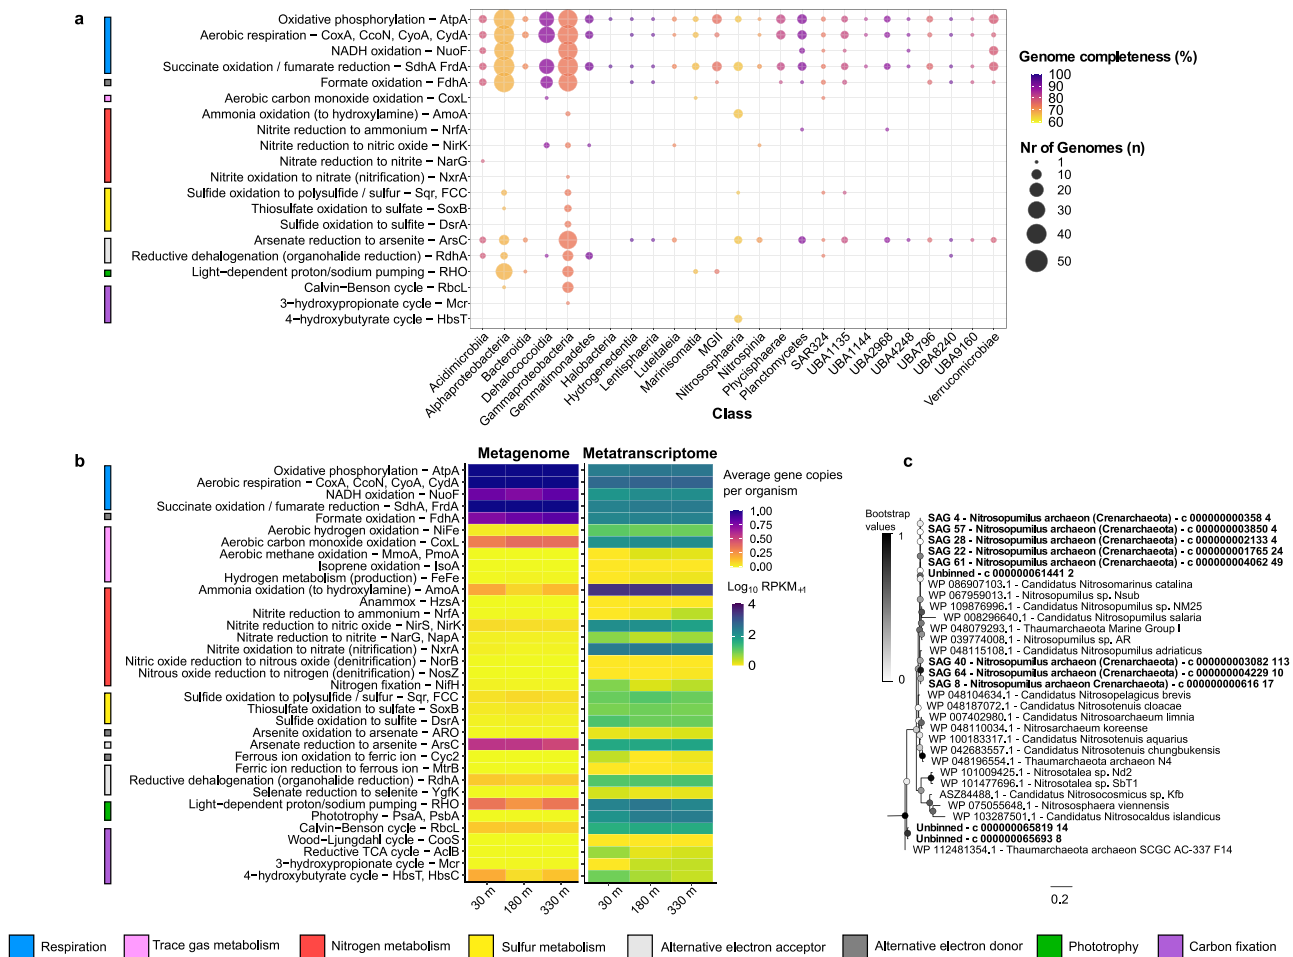 a
Oxidative phosphorylation − AtpA
Aerobic respiration − CoxA, CcoN, CyoA, CydA
NADH oxidation − NuoF
Succinate oxidation / fumarate reduction − SdhA FrdA
Formate oxidation − FdhA
Aerobic carbon monoxide oxidation − CoxL
Ammonia oxidation (to hydroxylamine) − AmoA
Nitrite reduction to ammonium − NrfA
Nitrite reduction to nitric oxide − NirK
Nitrate reduction to nitrite − NarG
Nitrite oxidation to nitrate (nitrification) − NxrA
Sulfide oxidation to polysulfide / sulfur − Sqr, FCC
Thiosulfate oxidation to sulfate − SoxB
Sulfide oxidation to sulfite − DsrA
Arsenate reduction to arsenite − ArsC
Reductive dehalogenation (organohalide reduction) − RdhA
Light−dependent proton/sodium pumping − RHO
Calvin−Benson cycle − RbcL
3−hydroxypropionate cycle − Mcr
4−hydroxybutyrate cycle − HbsT
Acidimicrobia
Alphaproteobacteria
Bacteroidia
Dehalococcoidia
Gammaproteobacteria
Gemmatimonadetes
Halobacteria
Hydrogenedentia
Lentisphaeria
Luteitaleia
Marinisomatia
MGII
Nitrososphaeria
Nitrospinia
Phycisphaerae
Planctomycetes
SAR324
UBA1135
UBA1144
UBA2968
UBA4248
UBA796
UBA8240
UBA9160
Verrucomicrobiae
Class
Genome completeness (%)
100
90
80
70
60
Nr of Genomes (n)
1
10
20
30
40
50
b
Metagenome
Metatranscriptome
Oxidative phosphorylation − AtpA
Aerobic respiration − CoxA, CcoN, CyoA, CydA
NADH oxidation − NuoF
Succinate oxidation / fumarate reduction − SdhA, FrdA
Formate oxidation − FdhA
Aerobic hydrogen oxidation − NiFe
Aerobic carbon monoxide oxidation − CoxL
Aerobic methane oxidation − MmoA, PmoA
Isoprene oxidation − IsoA
Hydrogen metabolism (production) − FeFe
Ammonia oxidation (to hydroxylamine) − AmoA
Anammox − HzsA
Nitrite reduction to ammonium − NrfA
Nitrite reduction to nitric oxide − NirS, NirK
Nitrate reduction to nitrite − NarG, NapA
Nitrite oxidation to nitrate (nitrification) − NxrA
Nitric oxide reduction to nitrous oxide (denitrification) − NorB
Nitrous oxide reduction to nitrogen (denitrification) − NosZ
Nitrogen fixation − NifH
Sulfide oxidation to polysulfide / sulfur − Sqr, FCC
Thiosulfate oxidation to sulfate − SoxB
Sulfide oxidation to sulfite − DsrA
Arsenite oxidation to arsenate − ARO
Arsenate reduction to arsenite − ArsC
Ferrous ion oxidation to ferric ion − Cyc2
Ferric ion reduction to ferrous ion − MtrB
Reductive dehalogenation (organohalide reduction) − RdhA
Selenate reduction to selenite − YgfK
Light−dependent proton/sodium pumping − RHO
Phototrophy − PsaA, PsbA
Calvin−Benson cycle − RbcL
Wood−Ljungdahl cycle − CooS
Reductive TCA cycle − AclB
3−hydroxypropionate cycle − Mcr
4−hydroxybutyrate cycle − HbsT, HbsC
30 m
180 m
330 m
30 m
180 m
330 m
Average gene copies
per organism
1.00
0.75
0.50
0.25
0.00
Log10 RPKM+1
4
2
0
c
Bootstrap
values
1
0
SAG 4 - Nitrosopumilus archaeon (Crenarchaeota) - c 000000000358 4
SAG 57 - Nitrosopumilus archaeon (Crenarchaeota) - c 000000003850 4
SAG 28 - Nitrosopumilus archaeon (Crenarchaeota) - c 000000002133 4
SAG 22 - Nitrosopumilus archaeon (Crenarchaeota) - c 000000001765 24
SAG 61 - Nitrosopumilus archaeon (Crenarchaeota) - c 000000004062 49
Unbinned - c 000000061441 2
WP 086907103.1 - Candidatus Nitrosomarinus catalina
WP 067959013.1 - Nitrosopumilus sp. Nsub
WP 109876996.1 - Candidatus Nitrosopumilus sp. NM25
WP 008296640.1 - Candidatus Nitrosopumilus salaria
WP 048079293.1 - Thaumarchaeota Marine Group I
WP 039774008.1 - Nitrosopumilus sp. AR
WP 048115108.1 - Nitrosopumilus adriaticus
SAG 40 - Nitrosopumilus archaeon (Crenarchaeota) - c 000000003082 113
SAG 64 - Nitrosopumilus archaeon (Crenarchaeota) - c 000000004229 10
SAG 8 - Nitrosopumilus archaeon Crenarchaeota) - c 000000000616 17
WP 048104634.1 - Candidatus Nitrosopelagicus brevis
WP 048187072.1 - Candidatus Nitrosotenuis cloacae
WP 007402980.1 - Candidatus Nitrosoarchaeum limnia
WP 048110034.1 - Nitrosarchaeum koreense
WP 100183317.1 - Candidatus Nitrosotenuis aquarius
WP 042683557.1 - Candidatus Nitrosotenuis chungbukensis
WP 048196554.1 - Thaumarchaeota archaeon N4
WP 101009425.1 - Nitrosotalea sp. Nd2
WP 101477696.1 - Nitrosotalea sp. SbT1
ASZ84488.1 - Candidatus Nitrosocosmicus sp. Kfb
WP 075055648.1 - Nitrososphaera viennensis
WP 103287501.1 - Candidatus Nitrosocaldus islandicus
Unbinned - c 000000065819 14
Unbinned - c 000000065693 8
WP 112481354.1 - Thaumarchaeota archaeon SCGC AC-337 F14
0.2
Respiration
Trace gas metabolism
Nitrogen metabolism
Sulfur metabolism
Alternative electron acceptor
Alternative electron donor
Phototrophy
Carbon fixation